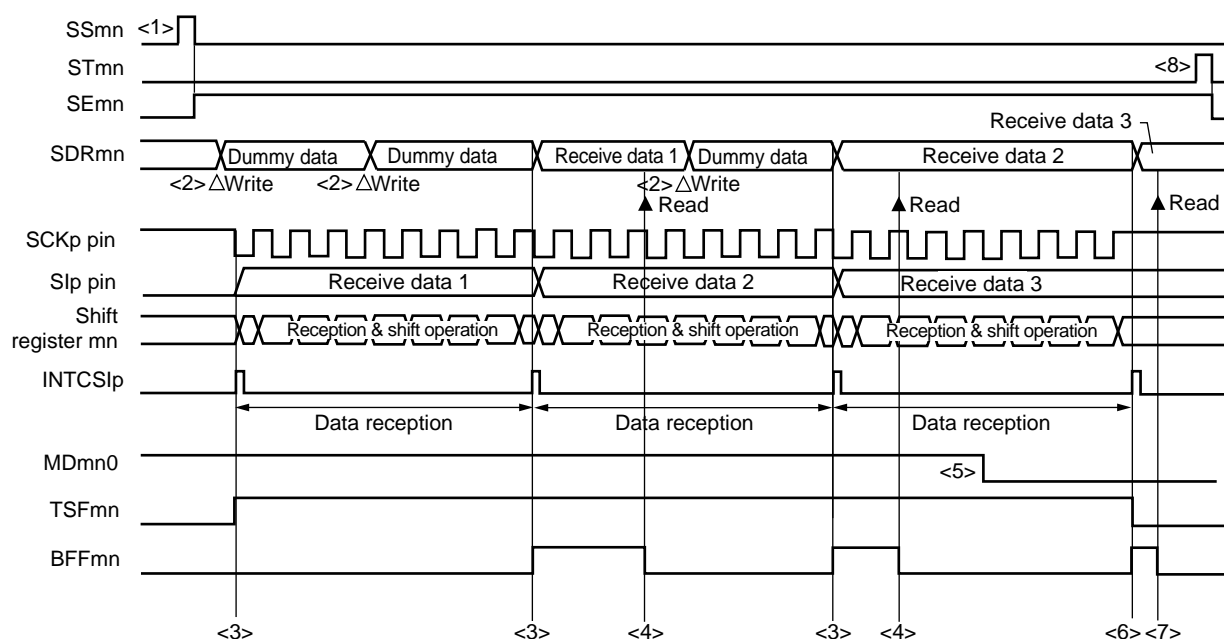 SSmn <1>
STmn <8>
SEmn
Receive data 3
SDRmn Dummy data Dummy data Receive data 1 Dummy data Receive data 2
<2> △Write <2> △Write <2> △Write
▲ Read ▲ Read ▲ Read
SCKp pin
SIp pin Receive data 1 Receive data 2 Receive data 3
Shift
register mn Reception & shift operation Reception & shift operation Reception & shift operation
INTCSIp
Data reception Data reception Data reception
MDmn0 <5>
TSFmn
BFFmn
<3> <3> <4> <3> <4> <6> <7>